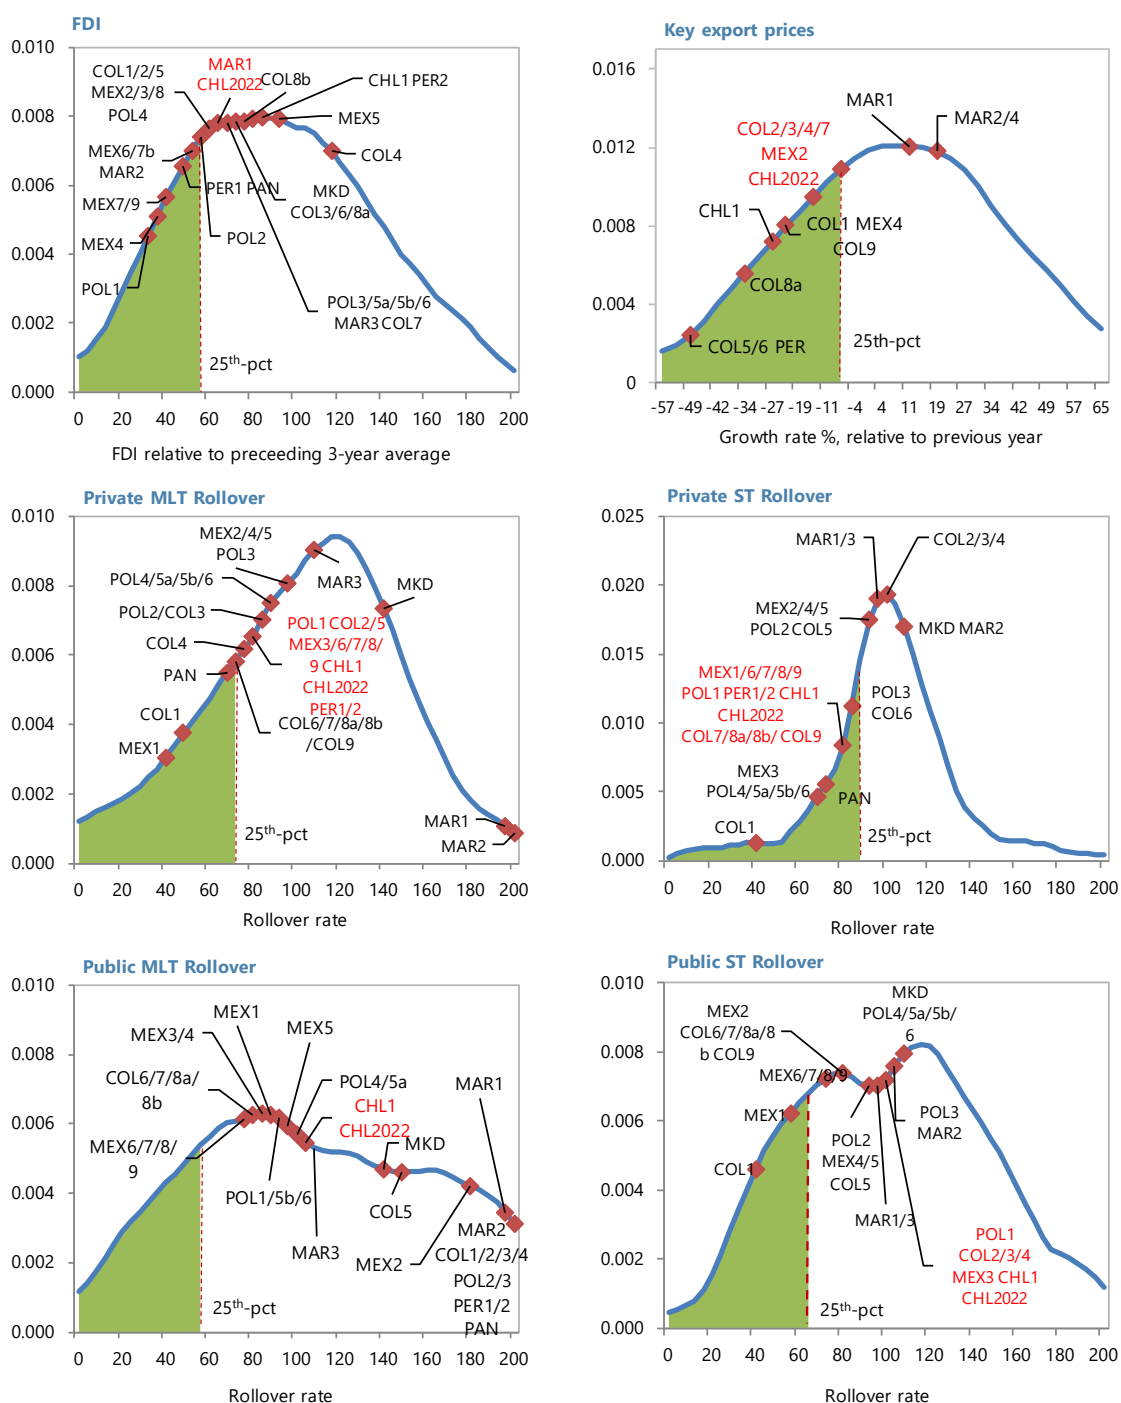 FDI
0.010
0.008
0.006
0.004
0.002
0.000
COL1/2/5
MEX2/3/8
POL4
MAR1
CHL2022
COL8b
CHL1 PER2
MEX5
COL4
MEX6/7b
MAR2
MEX7/9
MEX4
POL1
PER1 PAN
POL2
MKD
COL3/6/8a
POL3/5a/5b/6
MAR3 COL7
25th-pct
0 20 40 60 80 100 120 140 160 180 200
FDI relative to preceeding 3-year average
Key export prices
0.016
0.012
0.008
0.004
0
COL2/3/4/7
MEX2
CHL2022
MAR1
MAR2/4
CHL1
COL1 MEX4
COL9
COL8a
COL5/6 PER
25th-pct
-57 -49 -42 -34 -27 -19 -11 -4 4 11 19 27 34 42 49 57 65
Growth rate %, relative to previous year
Private MLT Rollover
0.010
0.008
0.006
0.004
0.002
0.000
MEX2/4/5
POL3
POL4/5a/5b/6
POL2/COL3
COL4
PAN
COL1
MEX1
MAR3
MKD
POL1 COL2/5
MEX3/6/7/8/
9 CHL1
CHL2022
PER1/2
COL6/7/8a/8b
/COL9
MAR1
MAR2
25th-pct
0 20 40 60 80 100 120 140 160 180 200
Rollover rate
Private ST Rollover
0.025
0.020
0.015
0.010
0.005
0.000
MAR1/3
COL2/3/4
MEX2/4/5
POL2 COL5
MKD MAR2
MEX1/6/7/8/9
POL1 PER1/2 CHL1
CHL2022
COL7/8a/8b/ COL9
POL3
COL6
MEX3
POL4/5a/5b/6
PAN
COL1
25th-pct
0 20 40 60 80 100 120 140 160 180 200
Rollover rate
Public MLT Rollover
0.010
0.008
0.006
0.004
0.002
0.000
MEX1
MEX3/4
MEX5
COL6/7/8a/
8b
MEX6/7/8/
9
POL4/5a
CHL1
CHL2022
MKD
MAR1
POL1/5b/6
MAR3
COL5
MEX2
MAR2
COL1/2/3/4
POL2/3
PER1/2
PAN
25th-pct
0 20 40 60 80 100 120 140 160 180 200
Rollover rate
Public ST Rollover
0.010
0.008
0.006
0.004
0.002
0.000
MEX2
COL6/7/8a/8
b COL9
MKD
POL4/5a/5b/
6
MEX6/7/8/9
MEX1
COL1
POL2
MEX4/5
COL5
POL3
MAR2
MAR1/3
POL1
COL2/3/4
MEX3 CHL1
CHL2022
25th-pct
0 20 40 60 80 100 120 140 160 180 200
Rollover rate